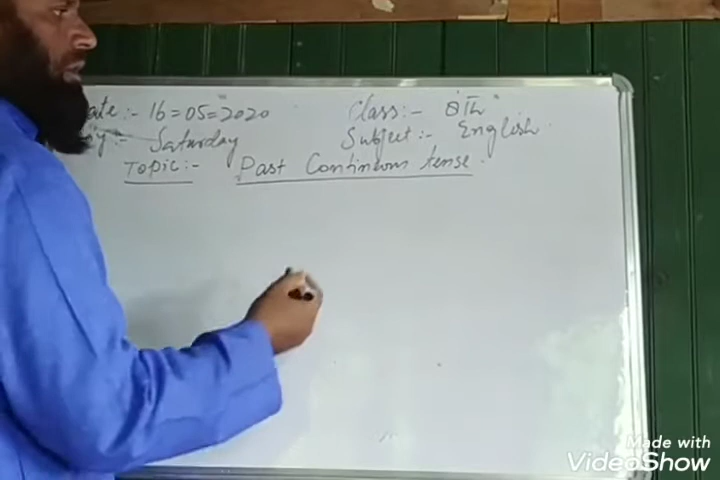 ate :- 16=05=2020 Class:- 8th
y :- Saturday Subject :- English.
Topic:- Past Continuous tense.
Made with
VideoShow